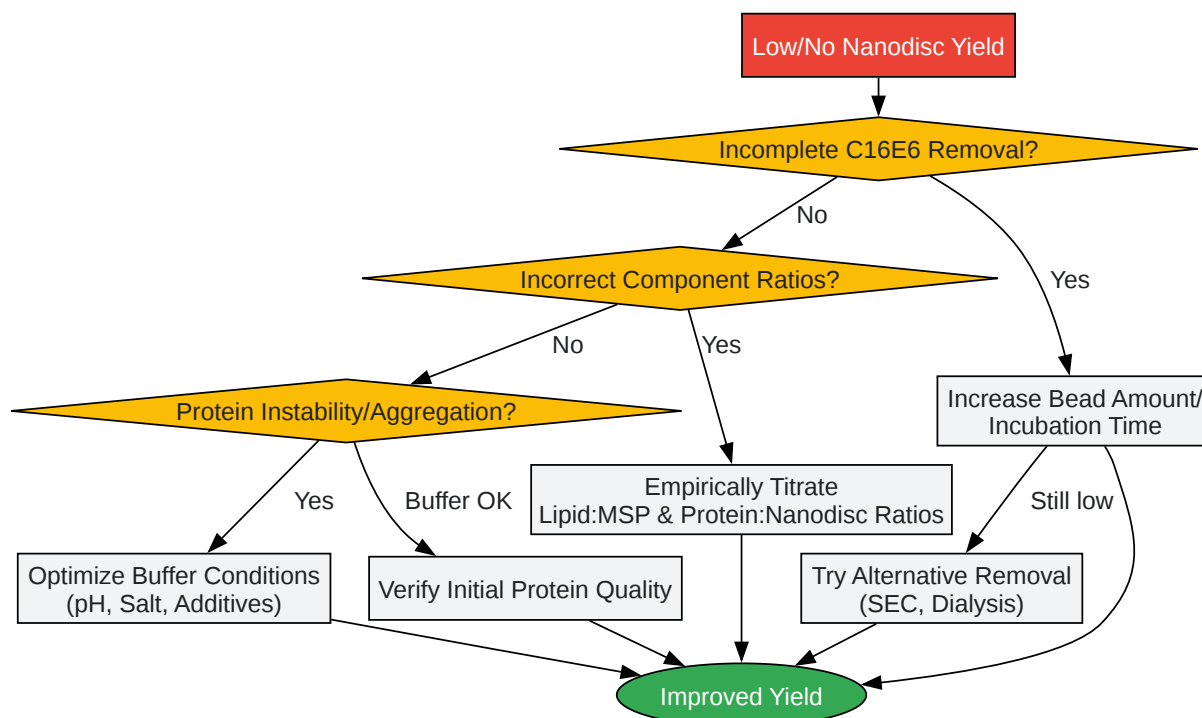 Low/No Nanodisc Yield
Incomplete C16E6 Removal?
No
Incorrect Component Ratios?
Yes
No
Yes
Protein Instability/Aggregation?
Increase Bead Amount/
Incubation Time
Yes
Buffer OK
Empirically Titrate
Lipid:MSP & Protein:Nanodisc Ratios
Still low
Optimize Buffer Conditions
(pH, Salt, Additives)
Verify Initial Protein Quality
Try Alternative Removal
(SEC, Dialysis)
Improved Yield